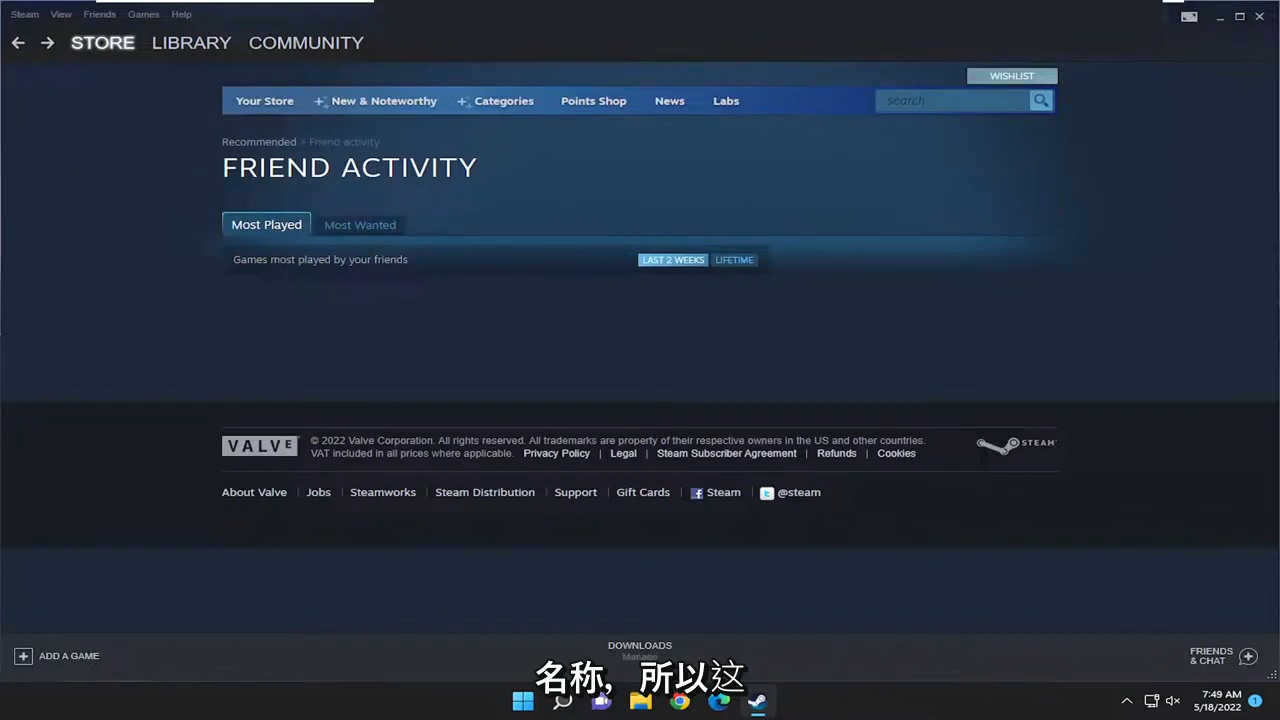 Steam View Friends Games Help
STORE LIBRARY COMMUNITY
WISHLIST
Your Store New & Noteworthy Categories Points Shop News Labs search
Recommended > Friend activity
FRIEND ACTIVITY
Most Played Most Wanted
Games most played by your friends LAST 2 WEEKS LIFETIME
VALVE © 2022 Valve Corporation. All rights reserved. All trademarks are property of their respective owners in the US and other countries. STEAM
VAT included in all prices where applicable. Privacy Policy | Legal | Steam Subscriber Agreement | Refunds | Cookies
About Valve | Jobs | Steamworks | Steam Distribution | Support | Gift Cards | Steam | @steam
DOWNLOADS
Manage
ADD A GAME
FRIENDS
& CHAT
名称，所以这
7:49 AM
5/18/2022
1